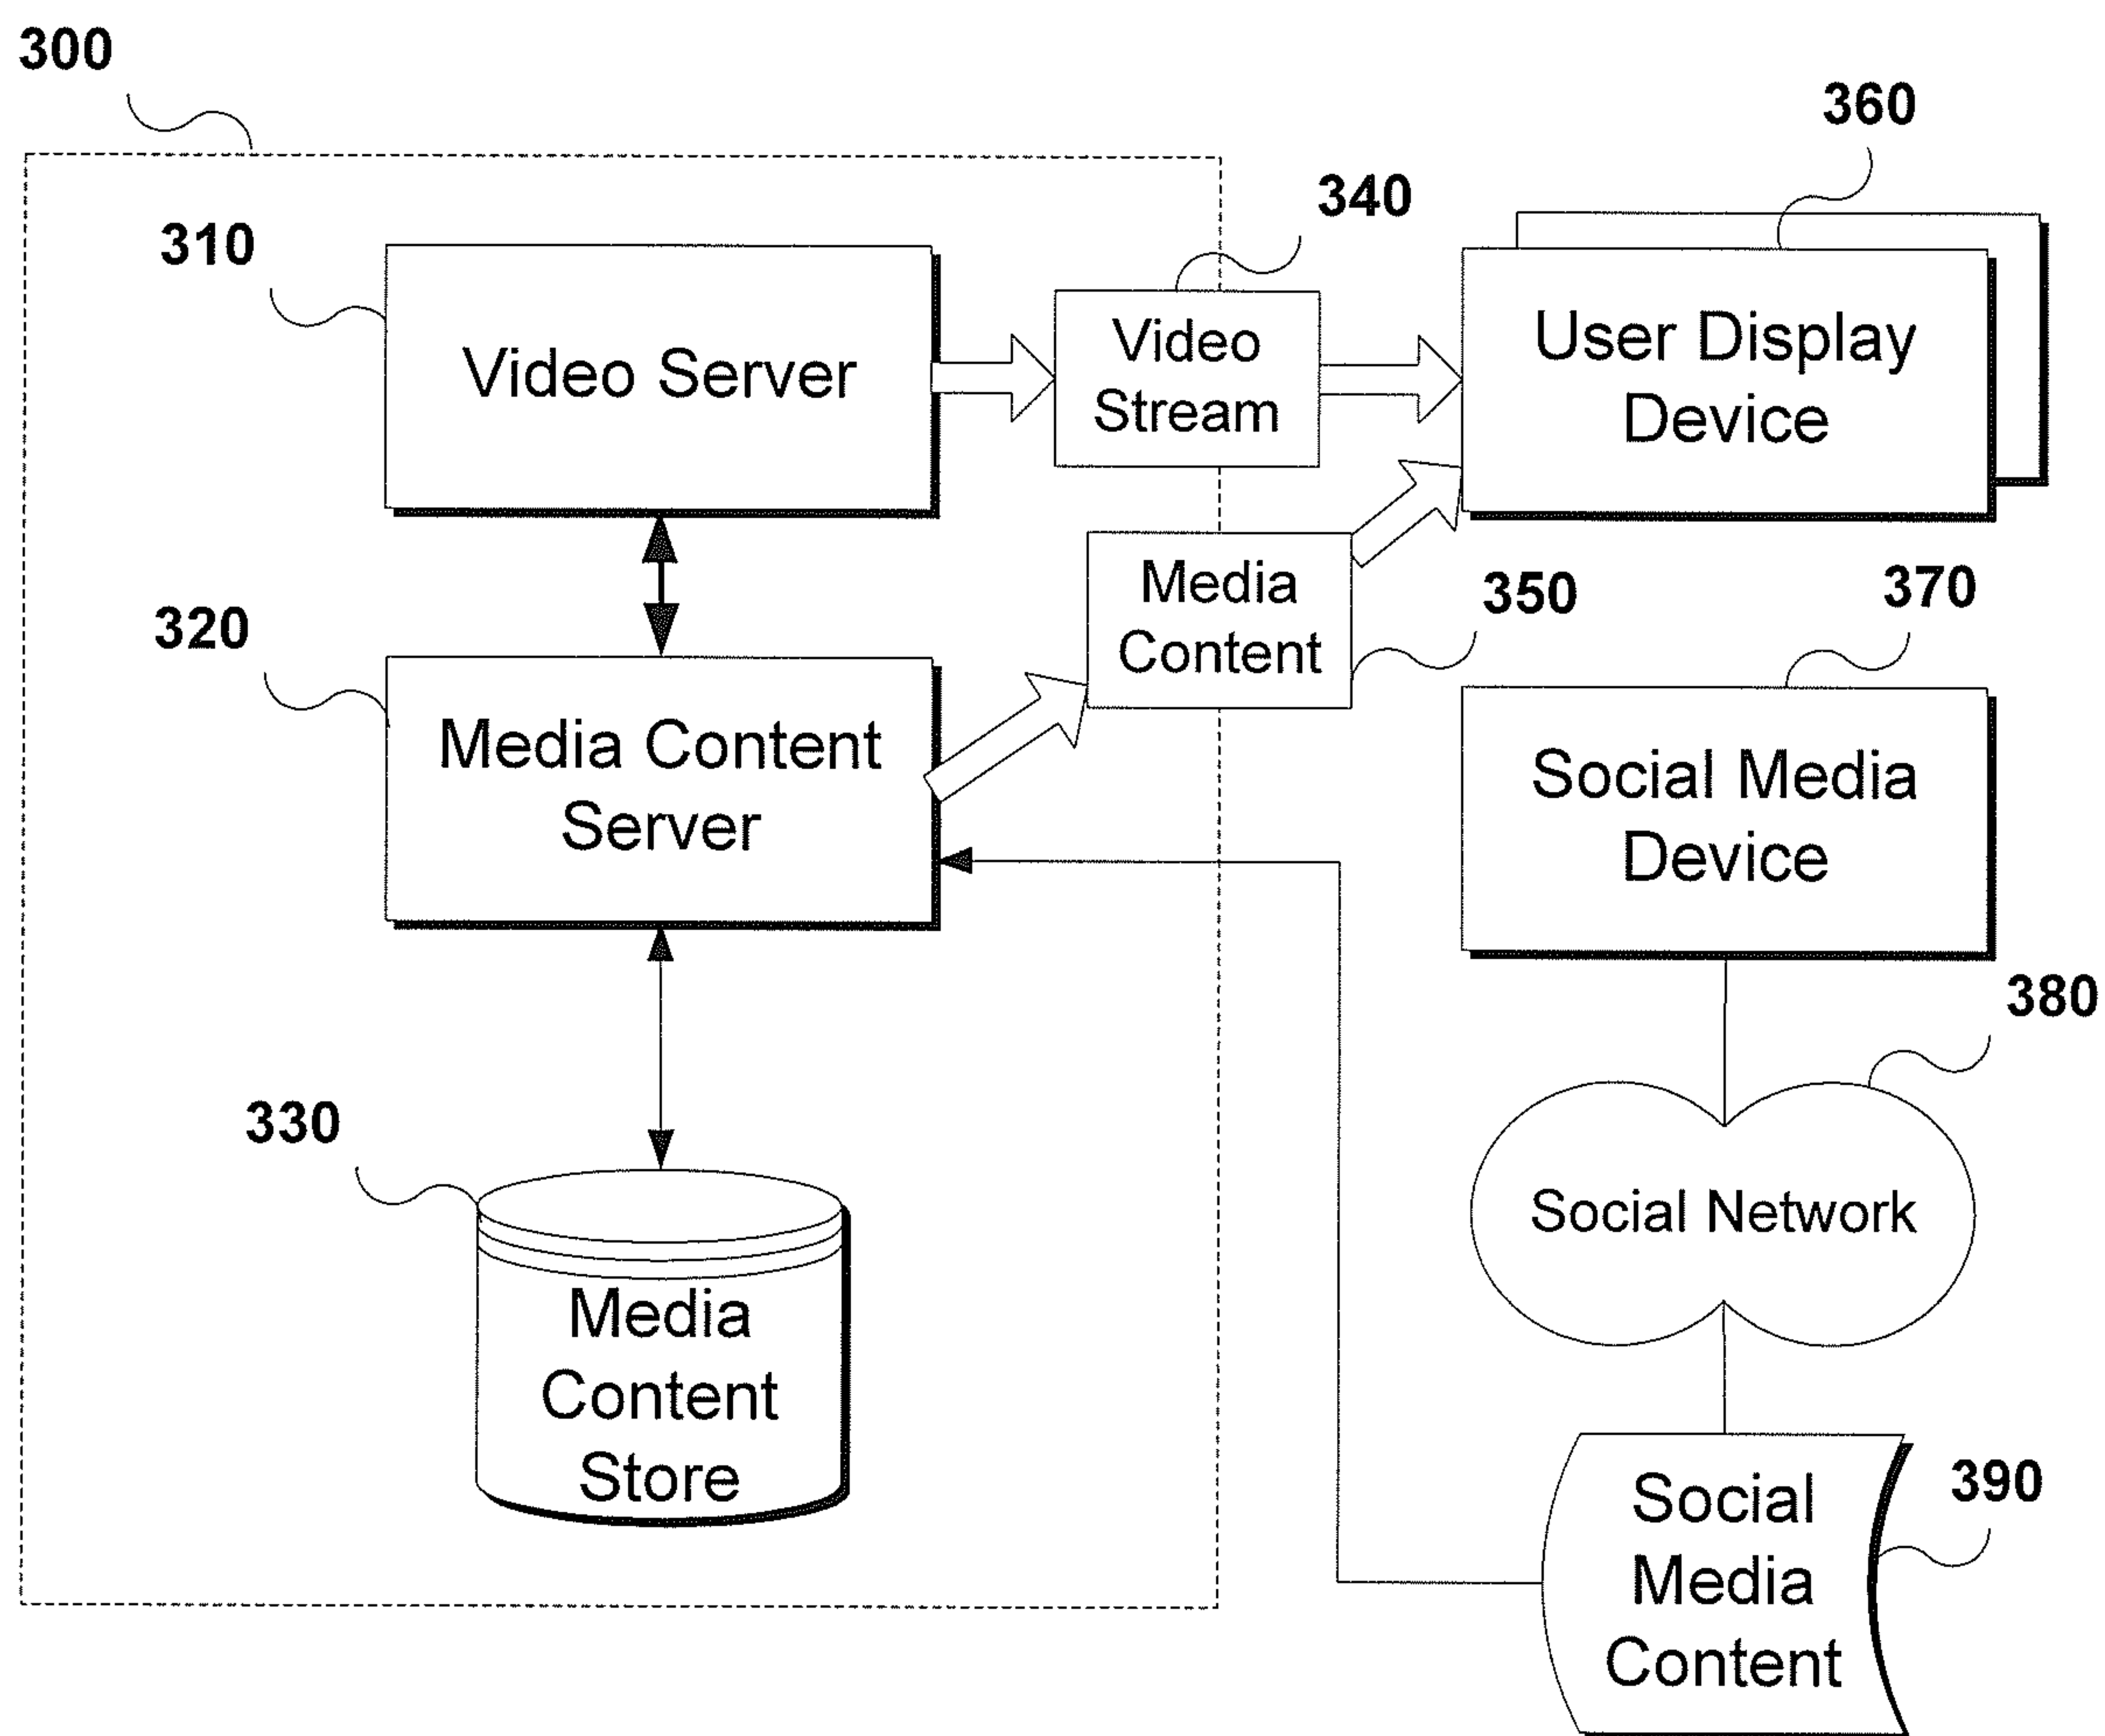 300
360
340
310
Video Server
Video
Stream
User Display
Device
320
Media
Content
350
370
Media Content
Server
Social Media
Device
380
330
Social Network
Media
Content
Store
390
Social
Media
Content